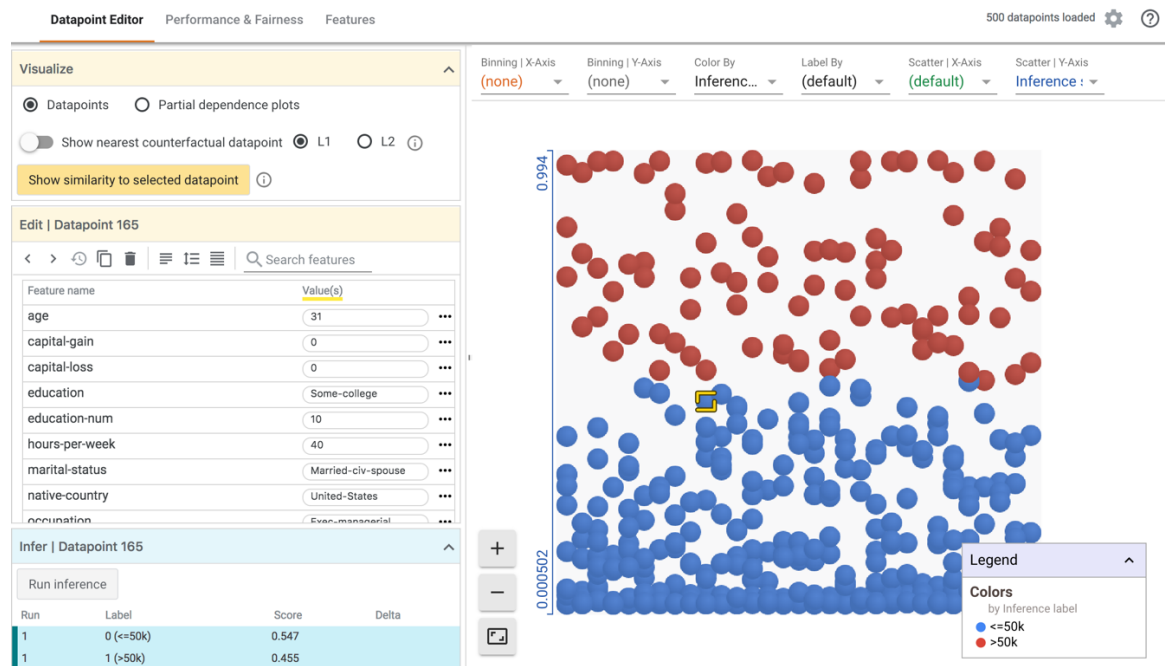 Datapoint Editor Performance & Fairness Features 500 datapoints loaded
Visualize
Datapoints Partial dependence plots
Show nearest counterfactual datapoint L1 L2
Show similarity to selected datapoint
Edit | Datapoint 165
Search features
Feature name Value(s)
age 31
capital-gain 0
capital-loss 0
education Some-college
education-num 10
hours-per-week 40
marital-status Married-civ-spouse
native-country United-States
occupation Exec-managerial
Infer | Datapoint 165
Run inference
Run Label Score Delta
1 0 (<=50k) 0.547
1 1 (>50k) 0.455
Binning | X-Axis Binning | Y-Axis Color By Label By Scatter | X-Axis Scatter | Y-Axis
(none) (none) Inferenc... (default) (default) Inference
0.994
0.000502
Legend
Colors
by Inference label
<=50k
>50k